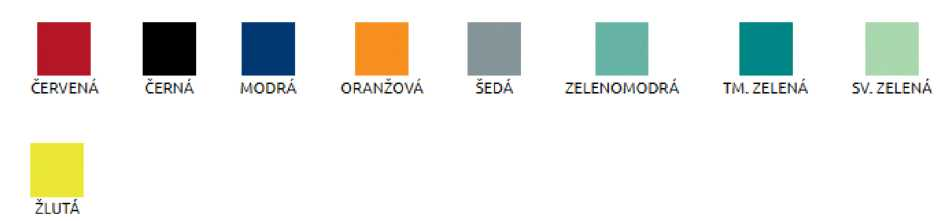 ČERVENÁ ČERNÁ MODRÁ ORANŽOVÁ ŠEDÁ ZELENOMODRÁ TM. ZELENÁ SV. ZELENÁ
ŽLUTÁ